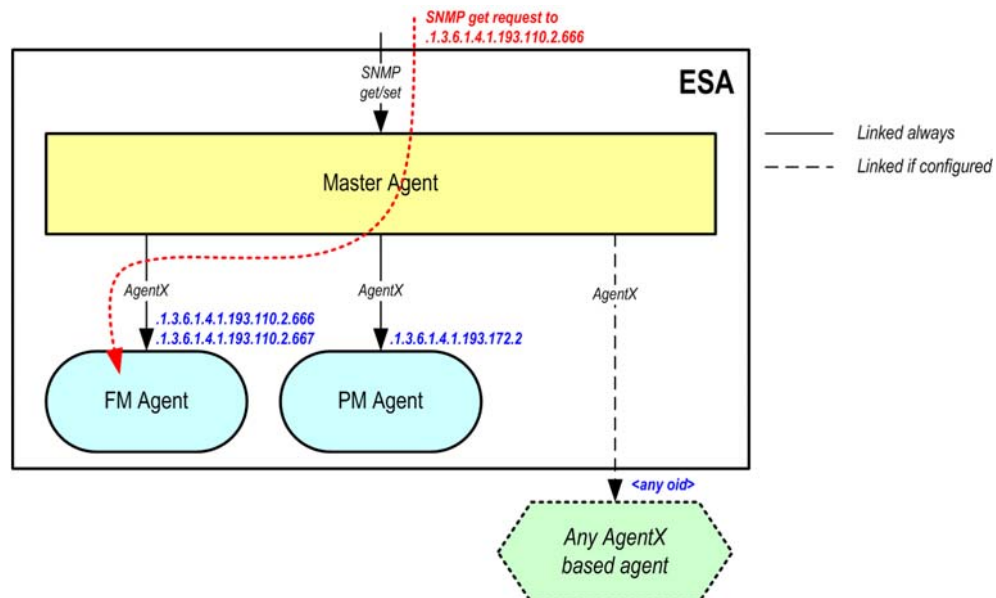 SNMP get request to
.1.3.6.1.4.1.193.110.2.666
SNMP
get/set
ESA
Linked always
Linked if configured
Master Agent
AgentX
AgentX
AgentX
.1.3.6.1.4.1.193.110.2.666
.1.3.6.1.4.1.193.110.2.667
.1.3.6.1.4.1.193.172.2
FM Agent
PM Agent
<any oid>
Any AgentX
based agent